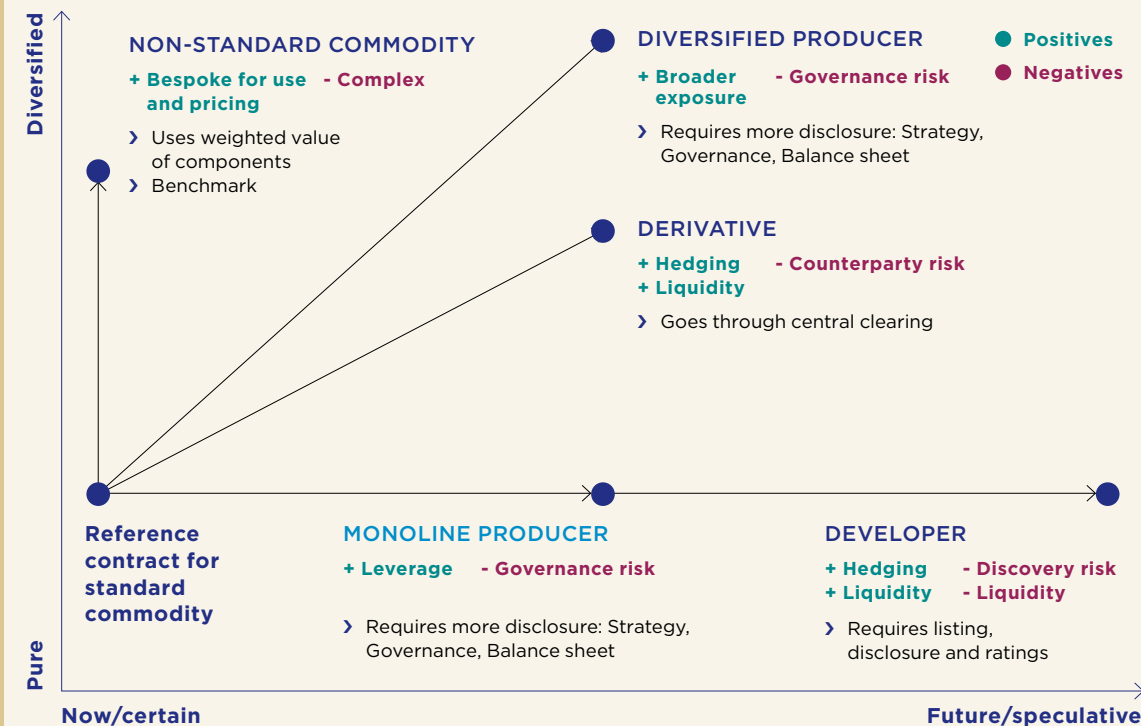 Diversified
NON-STANDARD COMMODITY
+ Bespoke for use and pricing
- Complex
› Uses weighted value
of components
› Benchmark
DIVERSIFIED PRODUCER
+ Broader
exposure
- Governance risk
› Requires more disclosure: Strategy,
Governance, Balance sheet
Positives
Negatives
DERIVATIVE
+ Hedging
+ Liquidity
- Counterparty risk
› Goes through central clearing
Reference
contract for
standard
commodity
MONOLINE PRODUCER
+ Leverage - Governance risk
› Requires more disclosure: Strategy,
Governance, Balance sheet
DEVELOPER
+ Hedging - Discovery risk
+ Liquidity - Liquidity
› Requires listing,
disclosure and ratings
Pure
Now/certain
Future/speculative